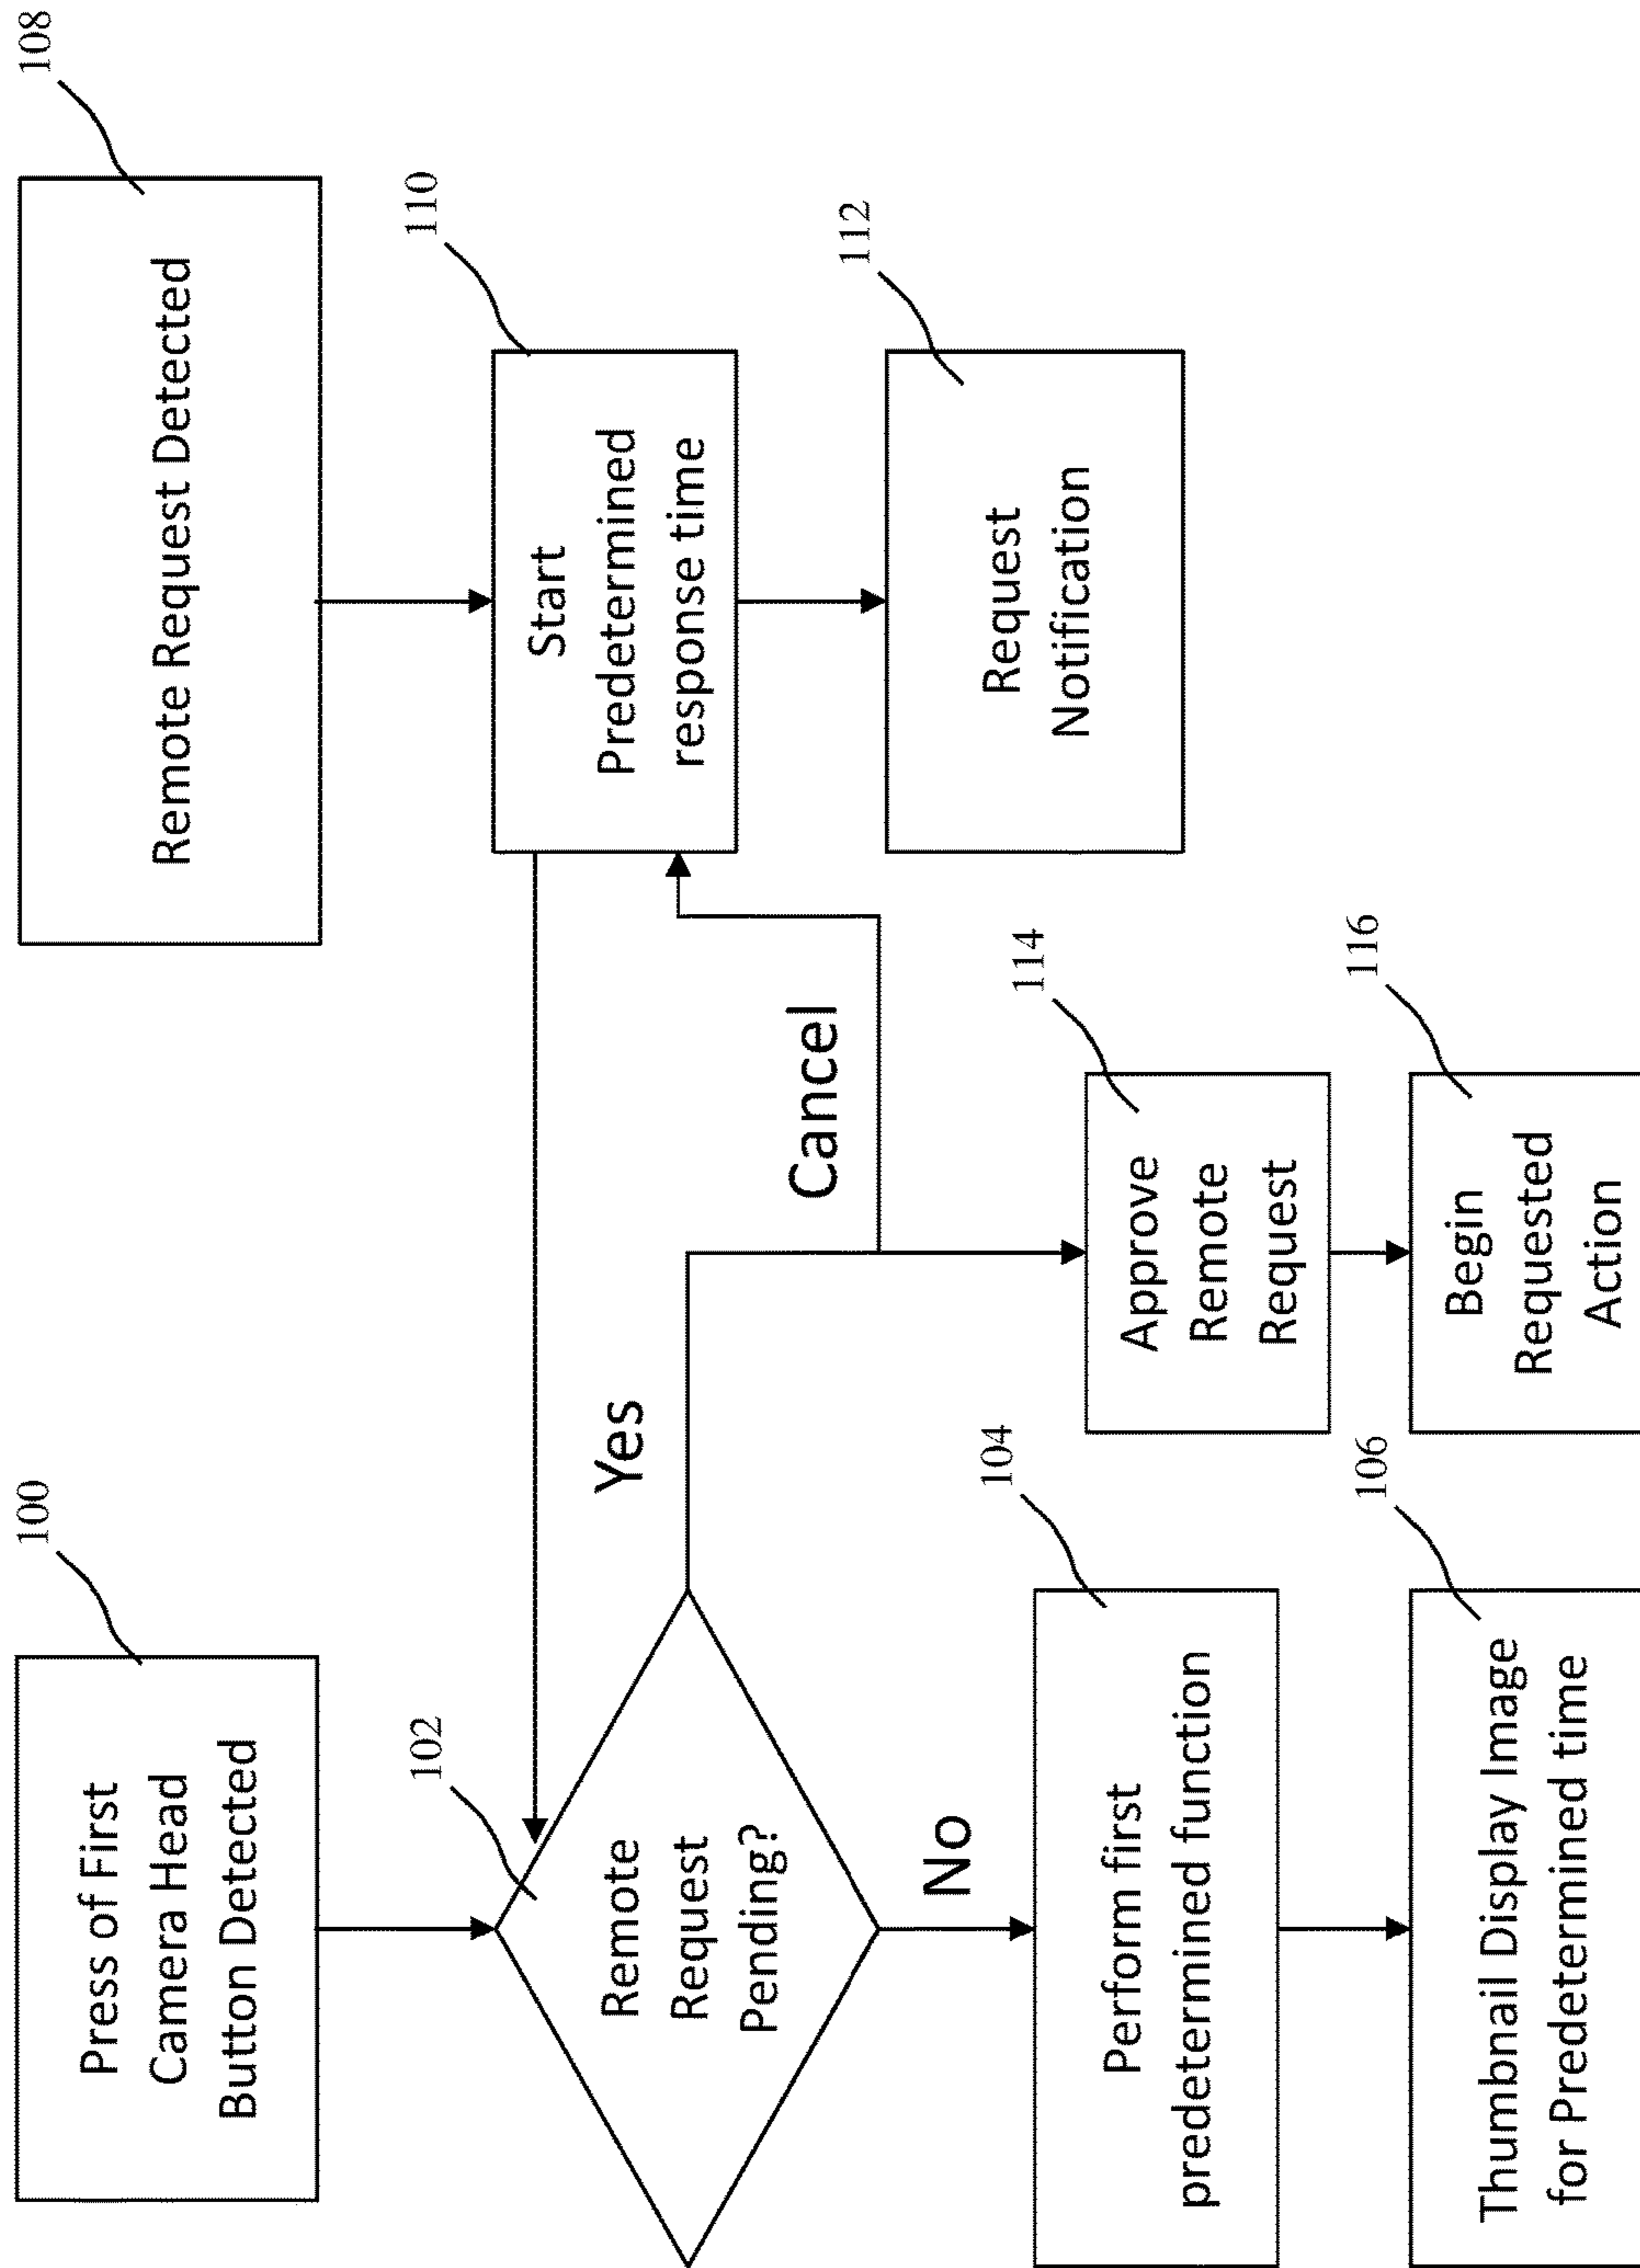 100
Press of First
Camera Head
Button Detected
108
Remote Request Detected
102
Remote
Request
Pending?
Yes
Cancel
110
Start
Predetermined
response time
112
Request
Notification
No
104
Perform first
predetermined function
114
Approve
Remote
Request
106
Thumbnail Display Image
for Predetermined time
116
Begin
Requested
Action